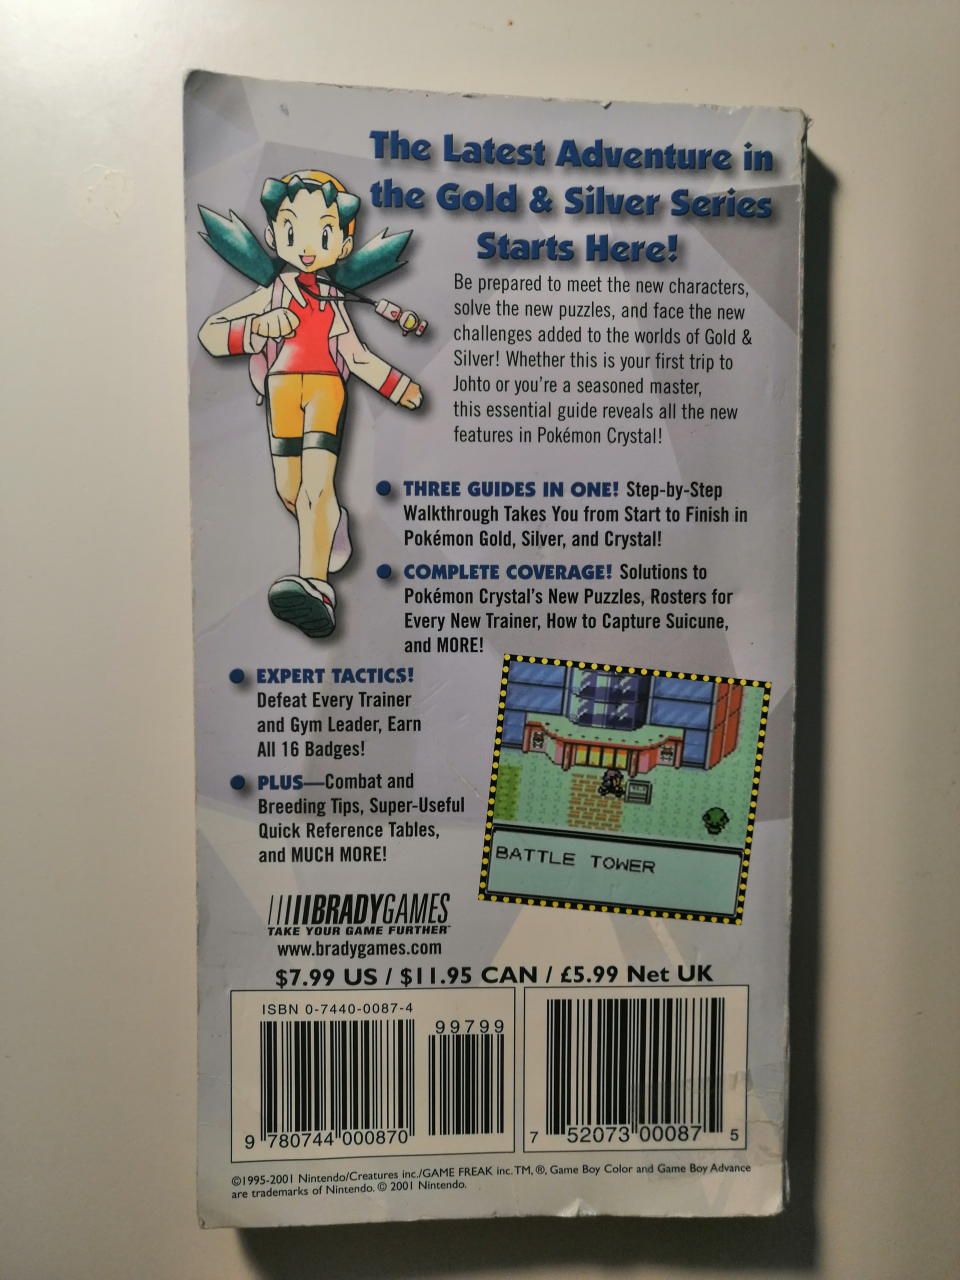 The Latest Adventure in
the Gold & Silver Series
Starts Here!
Be prepared to meet the new characters,
solve the new puzzles, and face the new
challenges added to the worlds of Gold &
Silver! Whether this is your first trip to
Johto or you're a seasoned master,
this essential guide reveals all the new
features in Pokémon Crystal!
● THREE GUIDES IN ONE! Step-by-Step
Walkthrough Takes You from Start to Finish in
Pokémon Gold, Silver, and Crystal!
● COMPLETE COVERAGE! Solutions to
Pokémon Crystal's New Puzzles, Rosters for
Every New Trainer, How to Capture Suicune,
and MORE!
● EXPERT TACTICS!
Defeat Every Trainer
and Gym Leader, Earn
All 16 Badges!
● PLUS—Combat and
Breeding Tips, Super-Useful
Quick Reference Tables,
and MUCH MORE!
BATTLE TOWER
BRADYGAMES
TAKE YOUR GAME FURTHER™
www.bradygames.com
$7.99 US / $11.95 CAN / £5.99 Net UK
ISBN 0-7440-0087-4
99799
9 780744 000870
7 52073 00087 5
©1995-2001 Nintendo/Creatures inc./GAME FREAK inc. TM, ®, Game Boy Color and Game Boy Advance
are trademarks of Nintendo. © 2001 Nintendo.